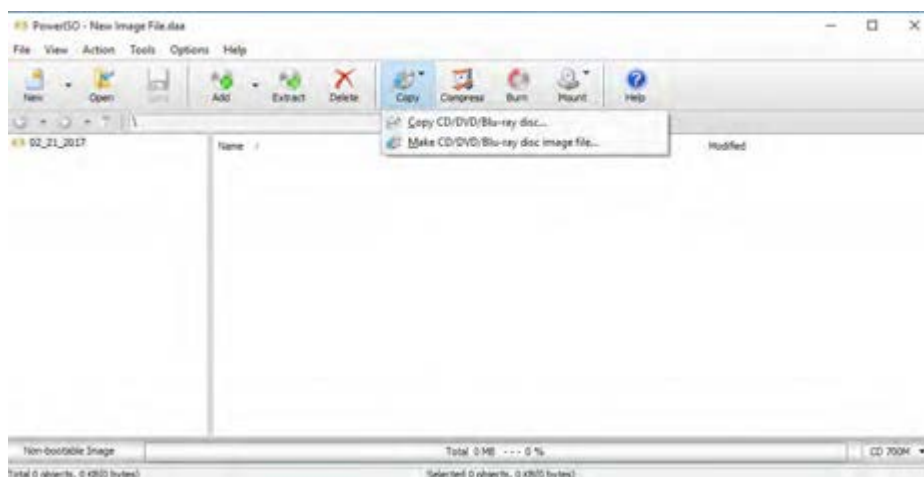 PowerISO - New Image File.daa
File View Action Tools Options Help
New Open Save Add Extract Delete Copy Compress Burn Mount Help
\
Copy CD/DVD/Blu-ray disc...
Make CD/DVD/Blu-ray disc image file...
02_21_2017
Name / Modified
Non-bootable Image Total 0 MB --- 0 % CD 700M
Total 0 objects, 0 KB(0 bytes) Selected 0 objects, 0 KB(0 bytes)